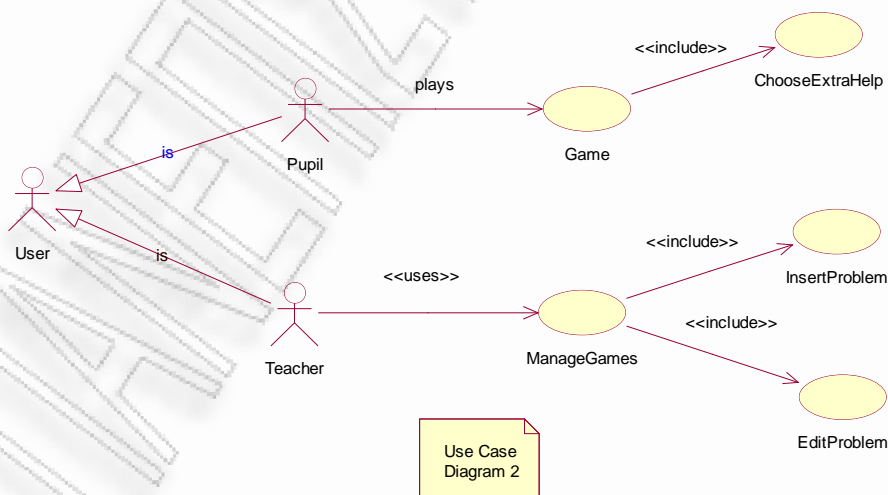 <<include>>
ChooseExtraHelp
plays
Game
is
Pupil
User
is
<<include>>
InsertProblem
<<uses>>
<<include>>
ManageGames
Teacher
EditProblem
Use Case
Diagram 2